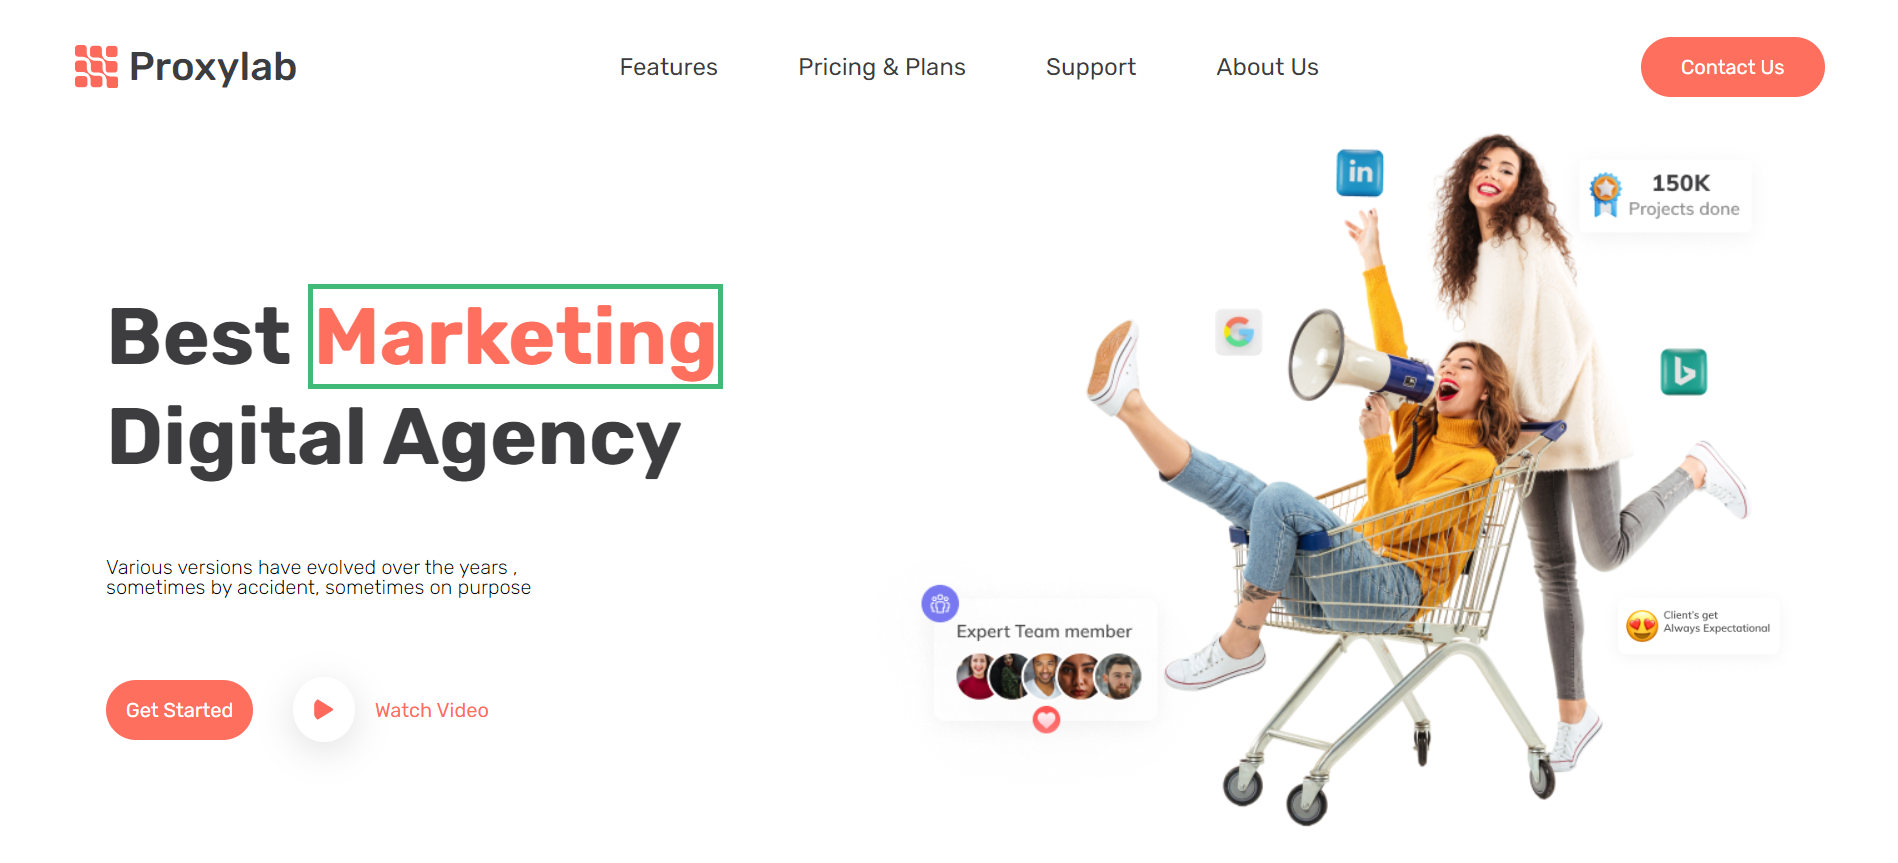 Proxylab
Features
Pricing & Plans
Support
About Us
Contact Us
in
150K
Projects done
Best Marketing
Digital Agency
Various versions have evolved over the years ,
sometimes by accident, sometimes on purpose
Get Started
Watch Video
Expert Team member
Client's get
Always Expectational